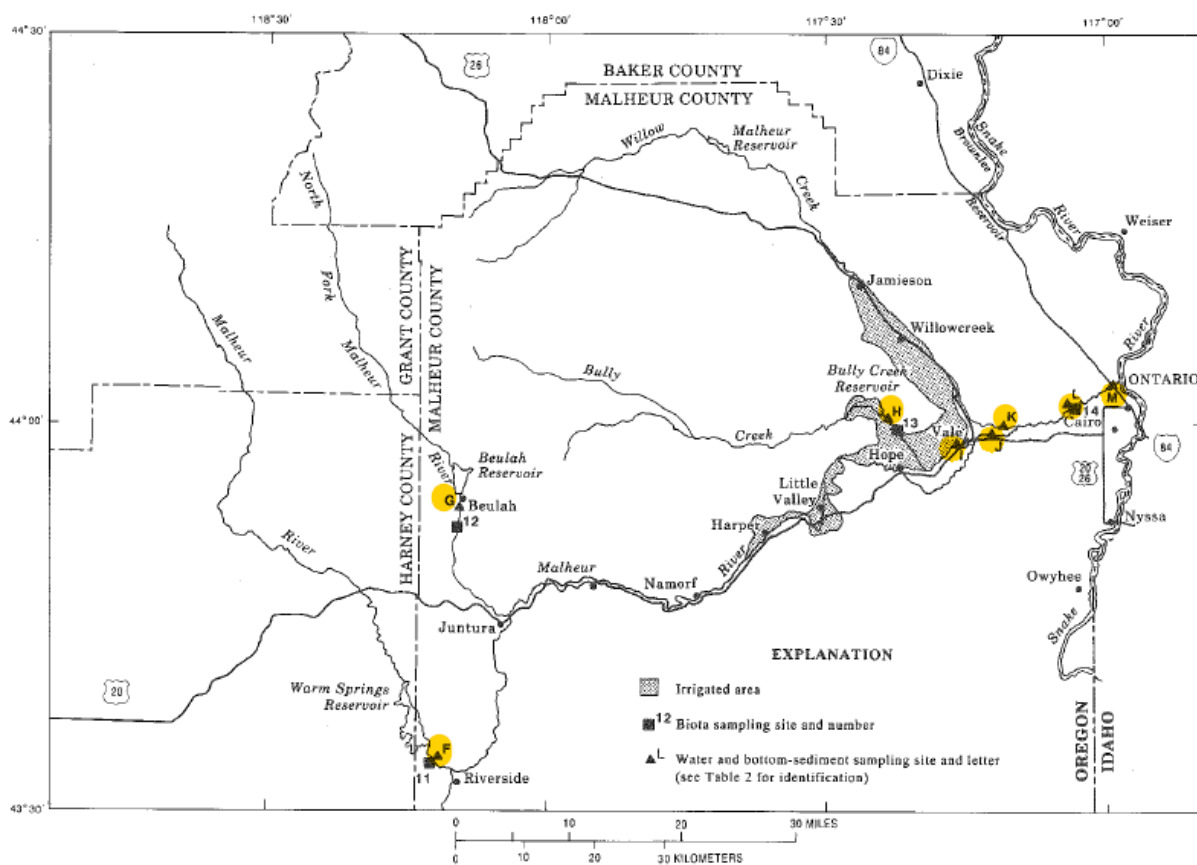 118°30' 118°00' 117°30' 117°00'
44°30'
84
26
Dixie
BAKER COUNTY
MALHEUR COUNTY
Willow
Malheur
Reservoir
Creek
Snake
Brownlee
Reservoir
River
Weiser
North
Fork
Malheur
River
GRANT COUNTY
MALHEUR COUNTY
HARNEY COUNTY
Malheur
River
Jamieson
Willowcreek
River
Bully
Creek
Bully Creek
Reservoir
44°00'
H
13
Vale
I
J
K
L
14
M
ONTARIO
Cairo
84
20
26
Hope
Beulah
Reservoir
G
Beulah
12
Little
Valley
Harper
River
Nyssa
Malheur
Namorf
Owyhee
Snake
Juntura
20
Warm Springs
Reservoir
F
11
Riverside
43°30'
EXPLANATION
Irrigated area
12 Biota sampling site and number
L Water and bottom-sediment sampling site and letter
(see Table 2 for identification)
OREGON
IDAHO
0 10 20 30 MILES
0 10 20 30 KILOMETERS